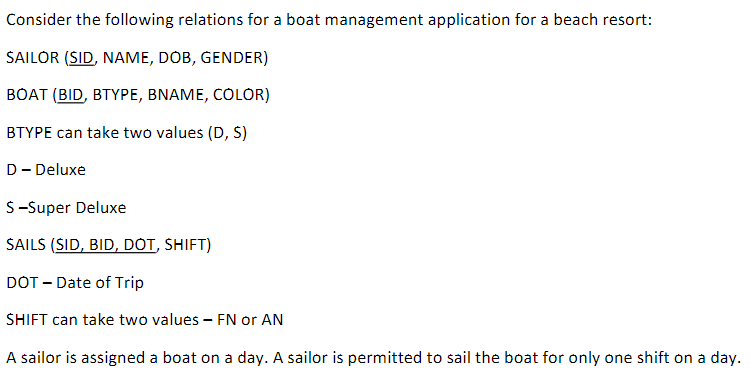 Consider the following relations for a boat management application for a beach resort:
SAILOR (SID, NAME, DOB, GENDER)
BOAT (BID, BTYPE, BNAME, COLOR)
BTYPE can take two values (D, S)
D – Deluxe
S –Super Deluxe
SAILS (SID, BID, DOT, SHIFT)
DOT – Date of Trip
SHIFT can take two values – FN or AN
A sailor is assigned a boat on a day. A sailor is permitted to sail the boat for only one shift on a day.